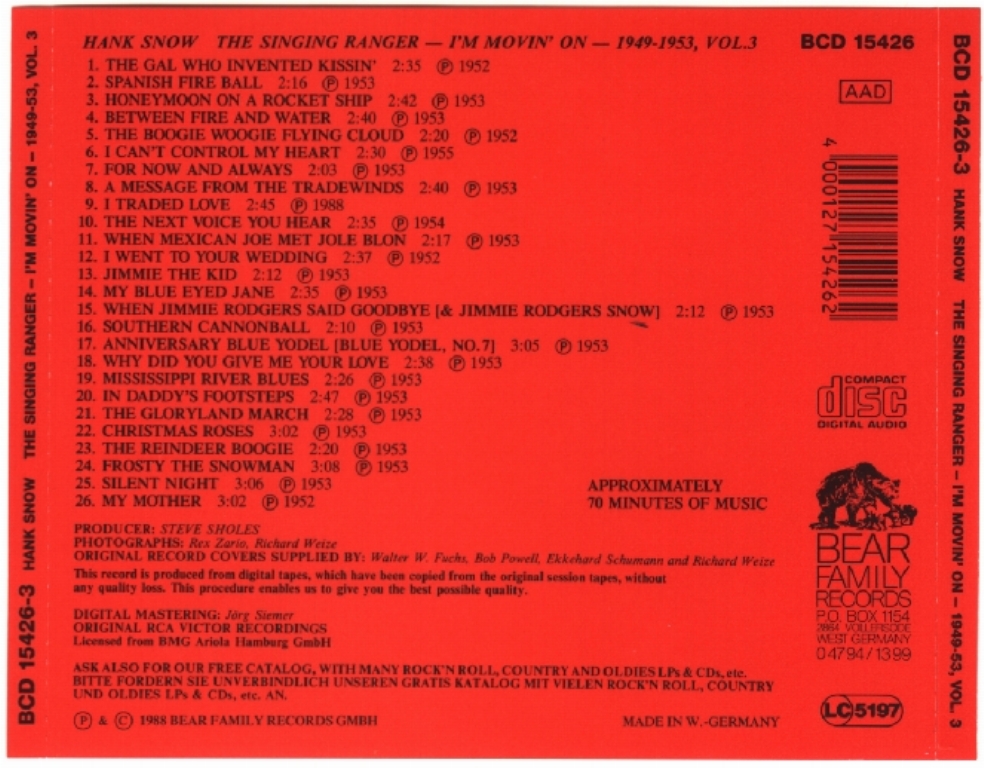 BCD 15426-3 HANK SNOW THE SINGING RANGER – I'M MOVIN' ON – 1949-53, VOL. 3
HANK SNOW THE SINGING RANGER — I'M MOVIN' ON — 1949-1953, VOL.3
BCD 15426
1. THE GAL WHO INVENTED KISSIN' 2:35 Ⓟ 1952
2. SPANISH FIRE BALL 2:16 Ⓟ 1953
3. HONEYMOON ON A ROCKET SHIP 2:42 Ⓟ 1953
4. BETWEEN FIRE AND WATER 2:40 Ⓟ 1953
5. THE BOOGIE WOOGIE FLYING CLOUD 2:20 Ⓟ 1952
6. I CAN'T CONTROL MY HEART 2:30 Ⓟ 1955
7. FOR NOW AND ALWAYS 2:03 Ⓟ 1953
8. A MESSAGE FROM THE TRADEWINDS 2:40 Ⓟ 1953
9. I TRADED LOVE 2:45 Ⓟ 1988
10. THE NEXT VOICE YOU HEAR 2:35 Ⓟ 1954
11. WHEN MEXICAN JOE MET JOLE BLON 2:17 Ⓟ 1953
12. I WENT TO YOUR WEDDING 2:37 Ⓟ 1952
13. JIMMIE THE KID 2:12 Ⓟ 1953
14. MY BLUE EYED JANE 2:35 Ⓟ 1953
15. WHEN JIMMIE RODGERS SAID GOODBYE [& JIMMIE RODGERS SNOW] 2:12 Ⓟ 1953
16. SOUTHERN CANNONBALL 2:10 Ⓟ 1953
17. ANNIVERSARY BLUE YODEL [BLUE YODEL, NO.7] 3:05 Ⓟ 1953
18. WHY DID YOU GIVE ME YOUR LOVE 2:38 Ⓟ 1953
19. MISSISSIPPI RIVER BLUES 2:26 Ⓟ 1953
20. IN DADDY'S FOOTSTEPS 2:47 Ⓟ 1953
21. THE GLORYLAND MARCH 2:28 Ⓟ 1953
22. CHRISTMAS ROSES 3:02 Ⓟ 1953
23. THE REINDEER BOOGIE 2:20 Ⓟ 1953
24. FROSTY THE SNOWMAN 3:08 Ⓟ 1953
25. SILENT NIGHT 3:06 Ⓟ 1953
26. MY MOTHER 3:02 Ⓟ 1952
APPROXIMATELY
70 MINUTES OF MUSIC
PRODUCER: STEVE SHOLES
PHOTOGRAPHS: Rex Zario, Richard Weize
ORIGINAL RECORD COVERS SUPPLIED BY: Walter W. Fuchs, Bob Powell, Ekkehard Schumann and Richard Weize
This record is produced from digital tapes, which have been copied from the original session tapes, without
any quality loss. This procedure enables us to give you the best possible quality.
DIGITAL MASTERING: Jörg Siemer
ORIGINAL RCA VICTOR RECORDINGS
Licensed from BMG Ariola Hamburg GmbH
ASK ALSO FOR OUR FREE CATALOG, WITH MANY ROCK'N ROLL, COUNTRY AND OLDIES LPs & CDs, etc.
BITTE FORDERN SIE UNVERBINDLICH UNSEREN GRATIS KATALOG MIT VIELEN ROCK'N ROLL, COUNTRY
UND OLDIES LPs & CDs, etc. AN.
Ⓟ & © 1988 BEAR FAMILY RECORDS GMBH
MADE IN W.-GERMANY
AAD
4 000127 154262
COMPACT
disc
DIGITAL AUDIO
BEAR
FAMILY
RECORDS
P.O. BOX 1154
2864 VOLLERSODE
WEST GERMANY
04794/1399
LC 5197
BCD 15426-3 HANK SNOW THE SINGING RANGER – I'M MOVIN' ON – 1949-53, VOL. 3